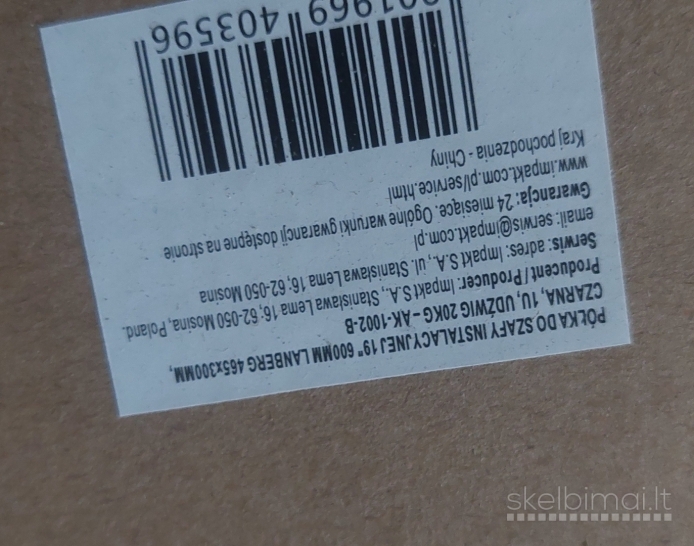 PÓŁKA DO SZAFY INSTALACYJNEJ 19" 600MM LANBERG 465x300MM,
CZARNA, 1U, UDŹWIG 20KG – AK-1002-B
Producent / Producer: Impakt S.A., Stanisława Lema 16; 62-050 Mosina, Poland.
Serwis: adres: Impakt S.A., ul. Stanisława Lema 16; 62-050 Mosina
email: serwis@impakt.com.pl
Gwarancja: 24 miesiące. Ogólne warunki gwarancji dostępne na stronie
www.impakt.com.pl/service.html
Kraj pochodzenia - Chiny
403596
skelbimai.lt